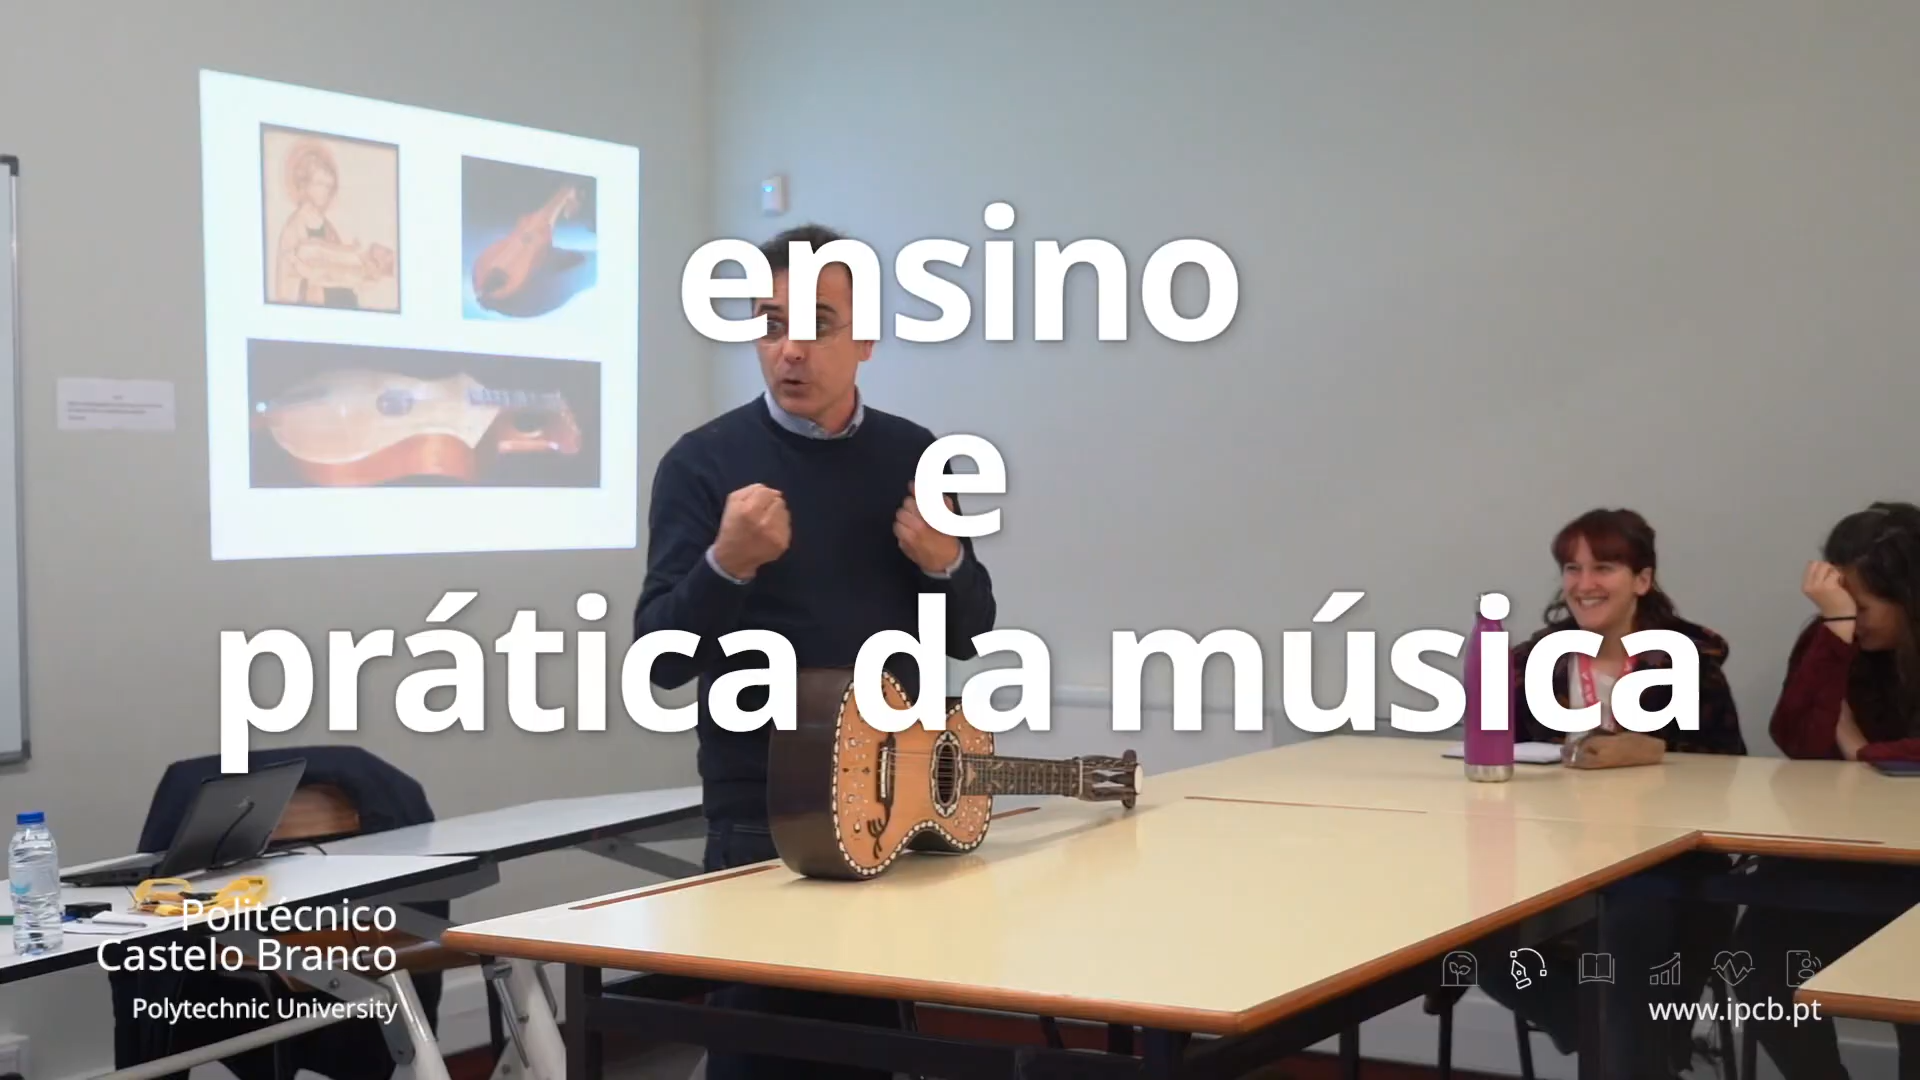 ensino
e
prática da música
Politécnico
Castelo Branco
Polytechnic University
www.ipcb.pt